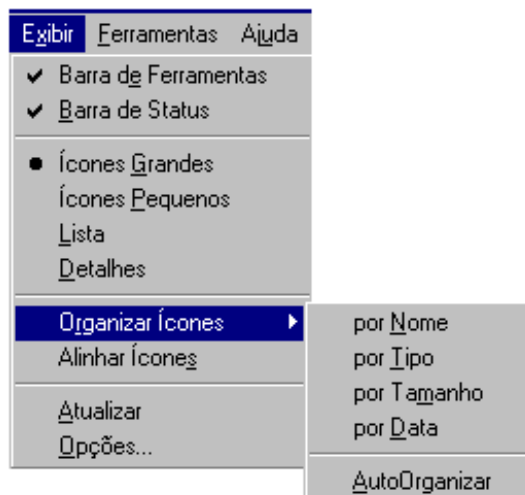 Exibir Ferramentas Ajuda
Barra de Ferramentas
Barra de Status
Ícones Grandes
Ícones Pequenos
Lista
Detalhes
Organizar Ícones
Alinhar Ícones
Atualizar
Opções...
por Nome
por Tipo
por Tamanho
por Data
AutoOrganizar